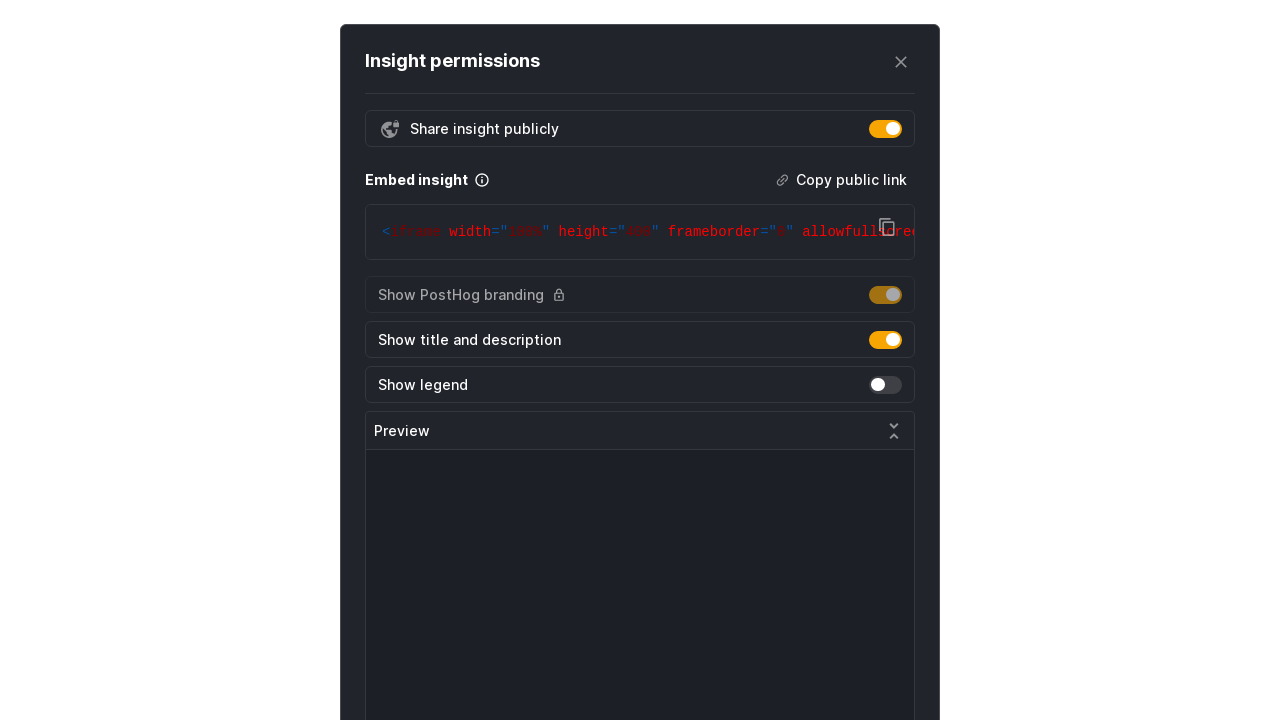 Insight permissions
Share insight publicly
Embed insight
Copy public link
<iframe width="100%" height="400" frameborder="0" allowfullscree
Show PostHog branding
Show title and description
Show legend
Preview